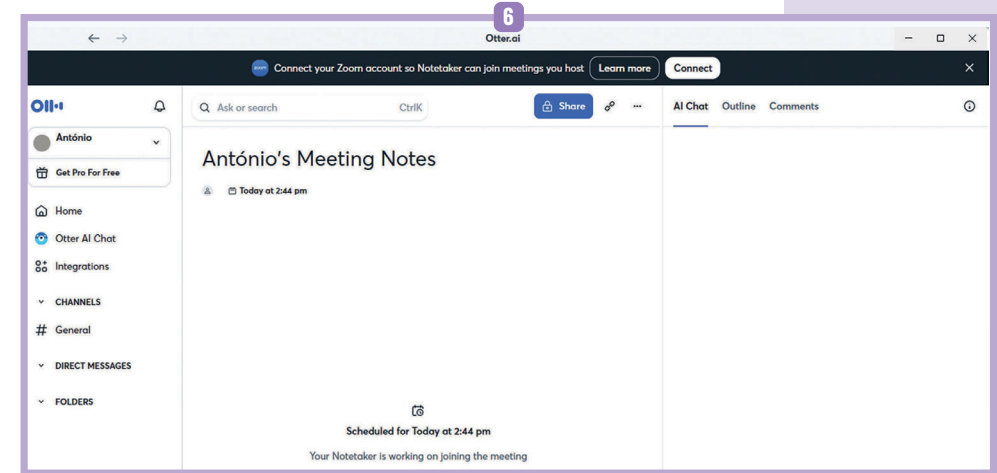 6
Otter.ai
zoom Connect your Zoom account so Notetaker can join meetings you host Learn more Connect
António
Get Pro For Free
Home
Otter AI Chat
Integrations
CHANNELS
General
DIRECT MESSAGES
FOLDERS
Ask or search CtrlK Share
António's Meeting Notes
Today at 2:44 pm
Scheduled for Today at 2:44 pm
Your Notetaker is working on joining the meeting
AI Chat Outline Comments